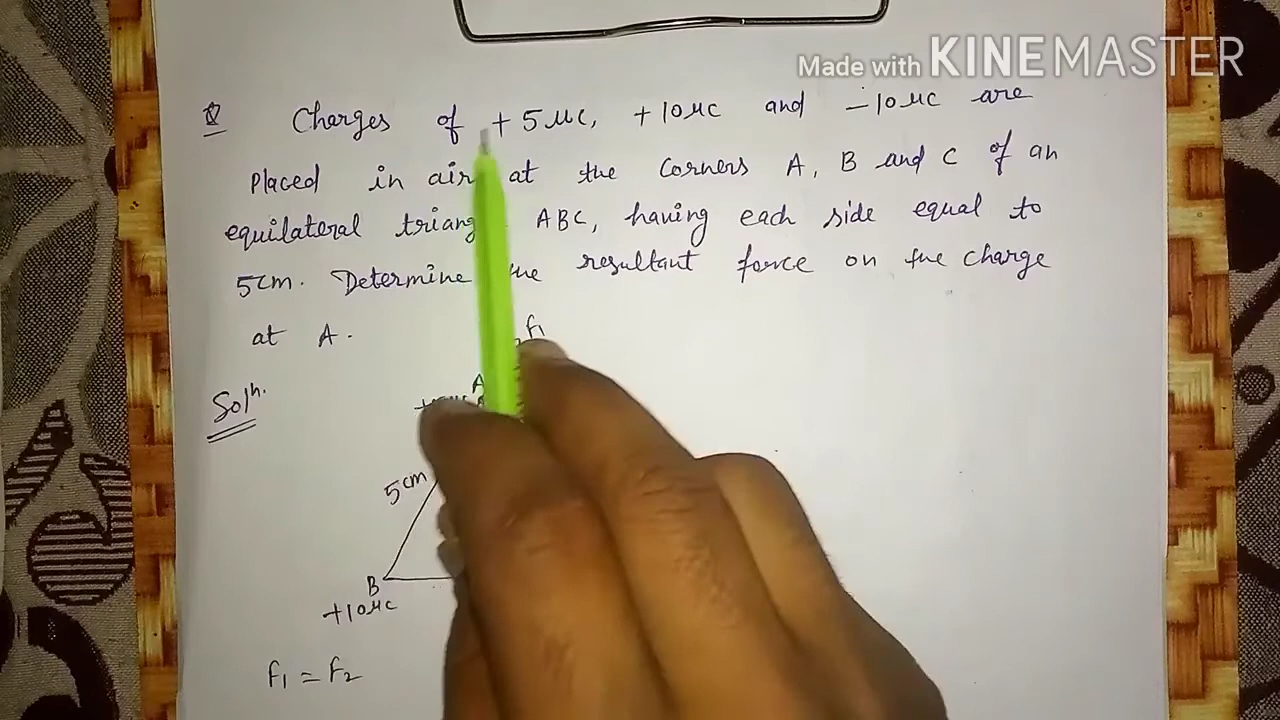 Made with KINEMASTER
Q Charges of +5μC, +10μC and -10μC are
Placed in air at the corners A, B and C of an
equilateral ABC, having each side equal to
5cm. Determine resultant force on the charge
at A.
F1
Solⁿ.
A
5cm
B
+10μC
F1 = F2